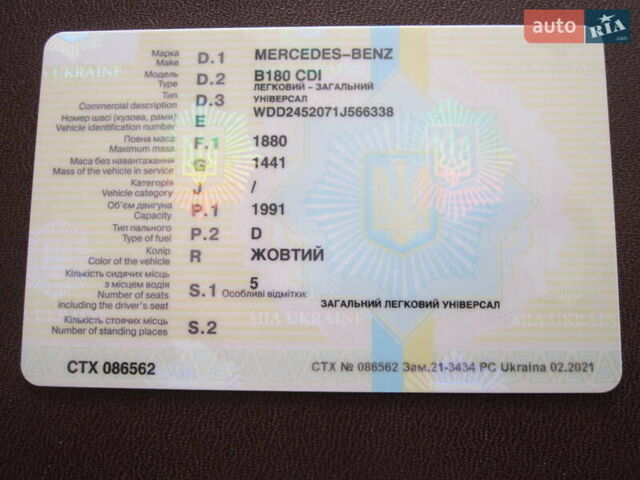 auto RIA.com
Марка D.1 MERCEDES-BENZ
Make
Модель D.2 B180 CDI
Type
Тип D.3 ЛЕГКОВИЙ - ЗАГАЛЬНИЙ
Commercial description УНІВЕРСАЛ
Номер шасі (кузова, рами) E WDD2452071J566338
Vehicle identification number
Повна маса F.1 1880
Maximum mass
Маса без навантаження G 1441
Mass of the vehicle in service
Категорія J /
Vehicle category
Об'єм двигуна P.1 1991
Capacity
Тип пального P.2 D
Type of fuel
Колір R ЖОВТИЙ
Color of the vehicle
Кількість сидячих місць
з місцем водія S.1 5
Number of seats Особливі відмітки:
including the driver's seat ЗАГАЛЬНИЙ ЛЕГКОВИЙ УНІВЕРСАЛ
Кількість стоячих місць S.2
Number of standing places
MIA UKRAINE MIA UKRAINE
СТХ 086562 СТХ № 086562 Зам.21-3434 PC Ukraina 02.2021